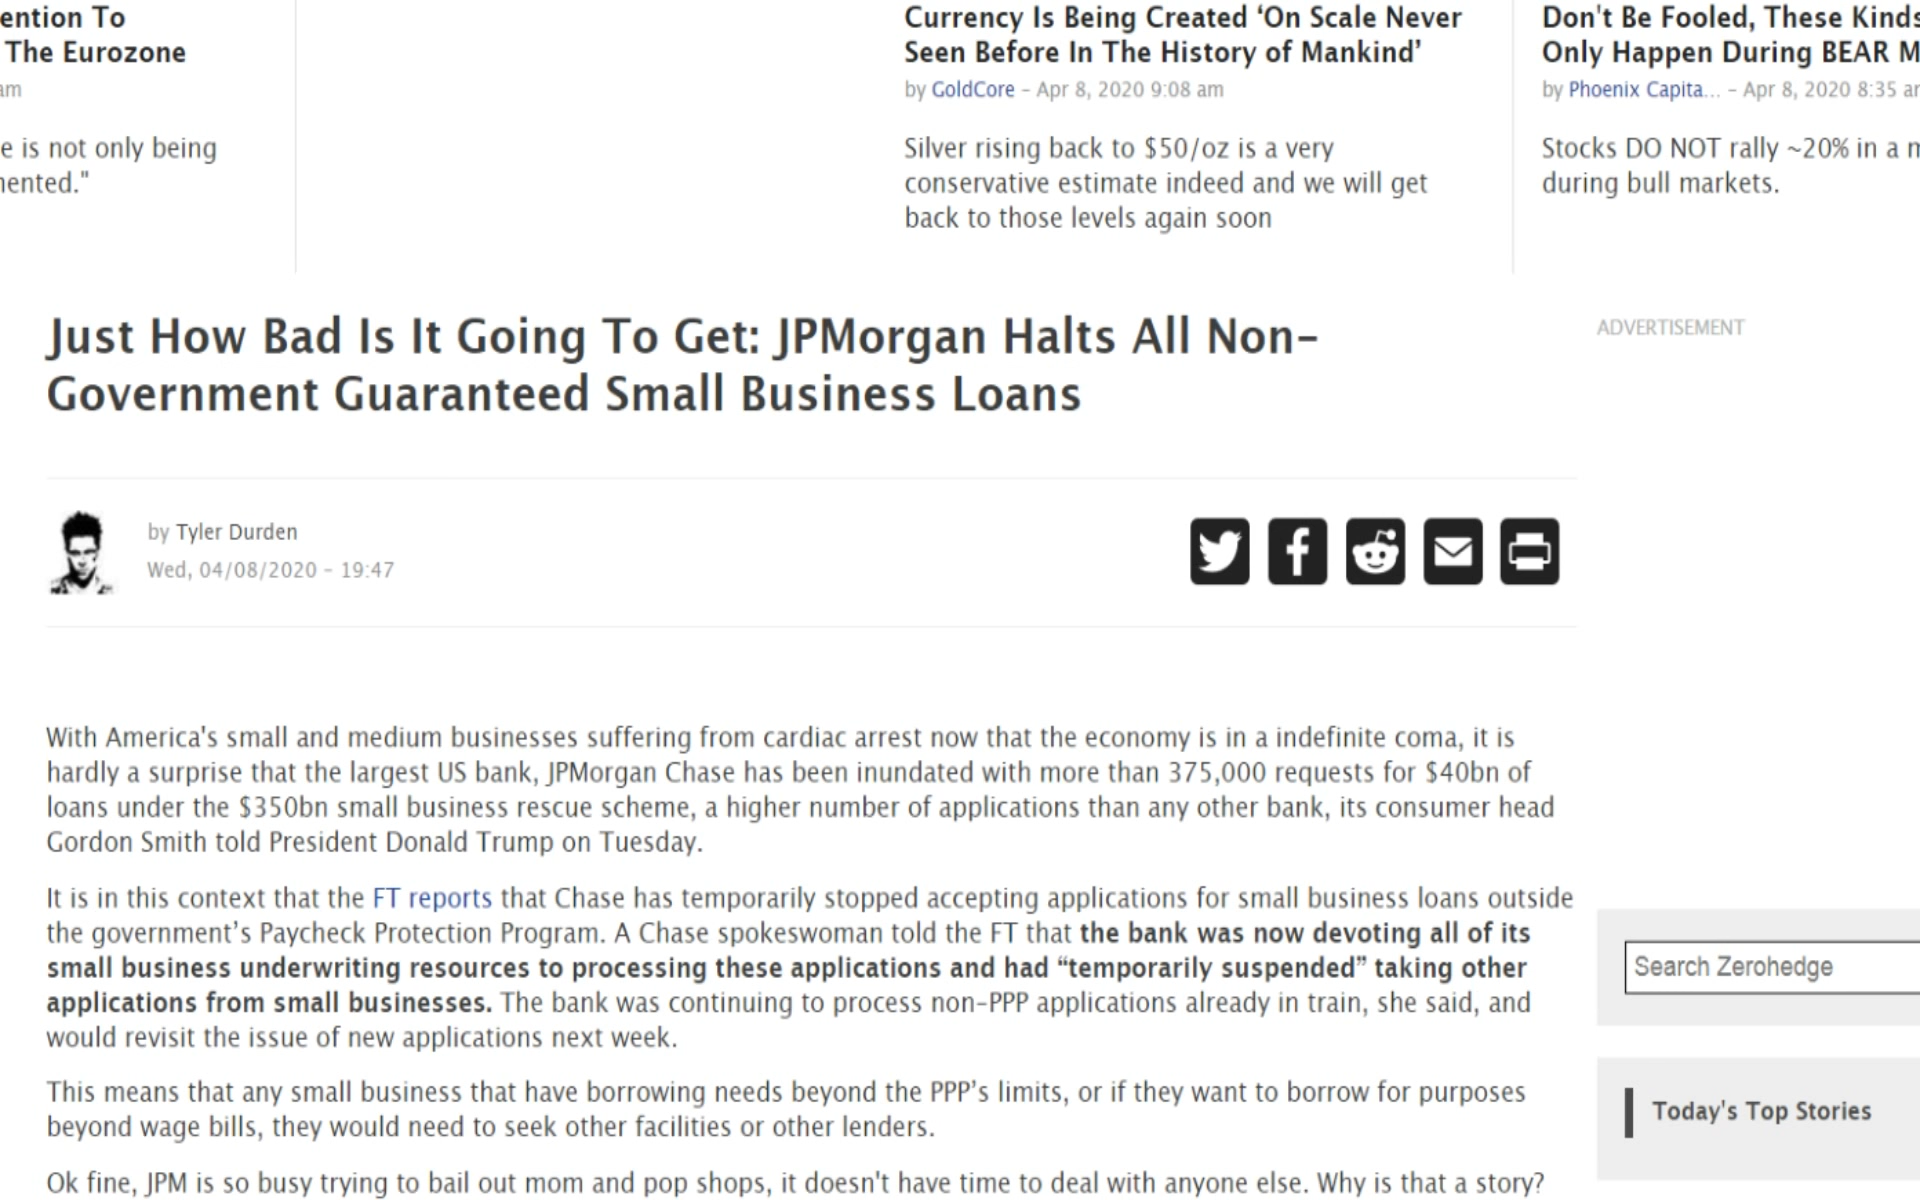 ention To
The Eurozone
am
e is not only being
ented."
Currency Is Being Created ‘On Scale Never
Seen Before In The History of Mankind’
by GoldCore – Apr 8, 2020 9:08 am
Silver rising back to $50/oz is a very
conservative estimate indeed and we will get
back to those levels again soon
Don't Be Fooled, These Kinds
Only Happen During BEAR M
by Phoenix Capita... – Apr 8, 2020 8:35 ar
Stocks DO NOT rally ~20% in a m
during bull markets.
Just How Bad Is It Going To Get: JPMorgan Halts All Non-
Government Guaranteed Small Business Loans
by Tyler Durden
Wed, 04/08/2020 - 19:47
ADVERTISEMENT
With America's small and medium businesses suffering from cardiac arrest now that the economy is in a indefinite coma, it is
hardly a surprise that the largest US bank, JPMorgan Chase has been inundated with more than 375,000 requests for $40bn of
loans under the $350bn small business rescue scheme, a higher number of applications than any other bank, its consumer head
Gordon Smith told President Donald Trump on Tuesday.
It is in this context that the FT reports that Chase has temporarily stopped accepting applications for small business loans outside
the government’s Paycheck Protection Program. A Chase spokeswoman told the FT that the bank was now devoting all of its
small business underwriting resources to processing these applications and had “temporarily suspended” taking other
applications from small businesses. The bank was continuing to process non-PPP applications already in train, she said, and
would revisit the issue of new applications next week.
This means that any small business that have borrowing needs beyond the PPP’s limits, or if they want to borrow for purposes
beyond wage bills, they would need to seek other facilities or other lenders.
Ok fine, JPM is so busy trying to bail out mom and pop shops, it doesn't have time to deal with anyone else. Why is that a story?
Search Zerohedge
Today's Top Stories